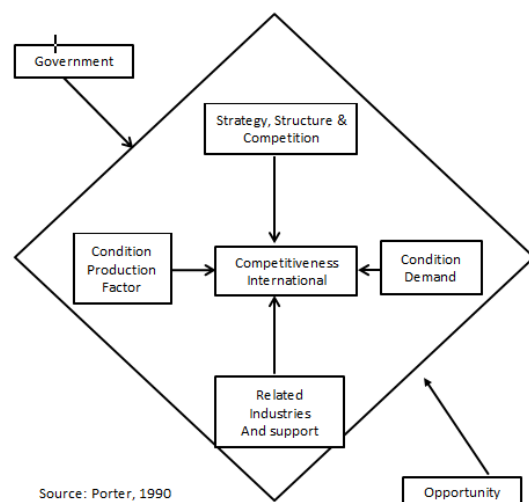 Government
Strategy, Structure &
Competition
Condition
Production
Factor
Competitiveness
International
Condition
Demand
Related
Industries
And support
Source: Porter, 1990
Opportunity